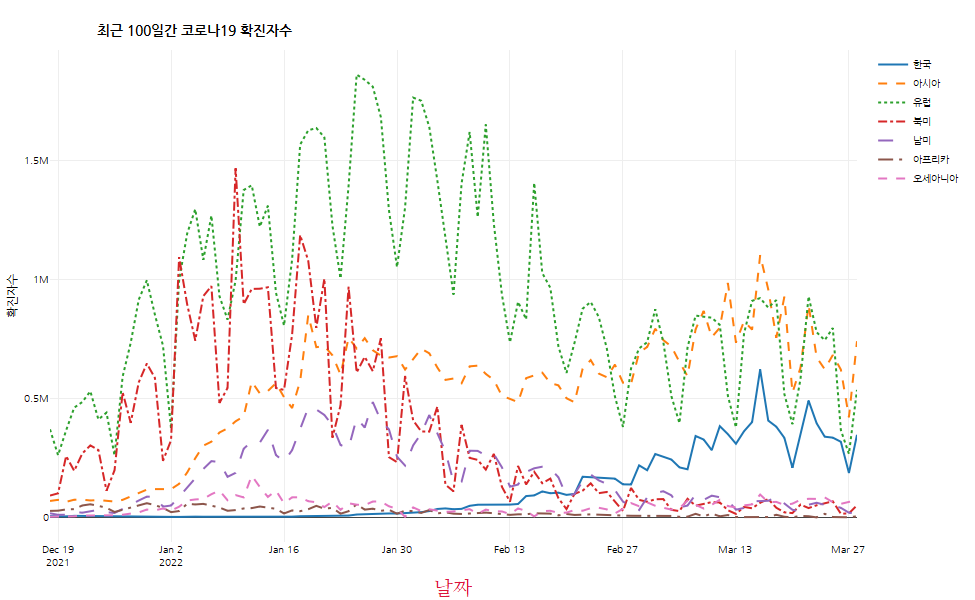 최근 100일간 코로나19 확진자수
한국
아시아
유럽
북미
남미
아프리카
오세아니아
확진자수
1.5M
1M
0.5M
0
Dec 19
2021
Jan 2
2022
Jan 16
Jan 30
Feb 13
Feb 27
Mar 13
Mar 27
날짜